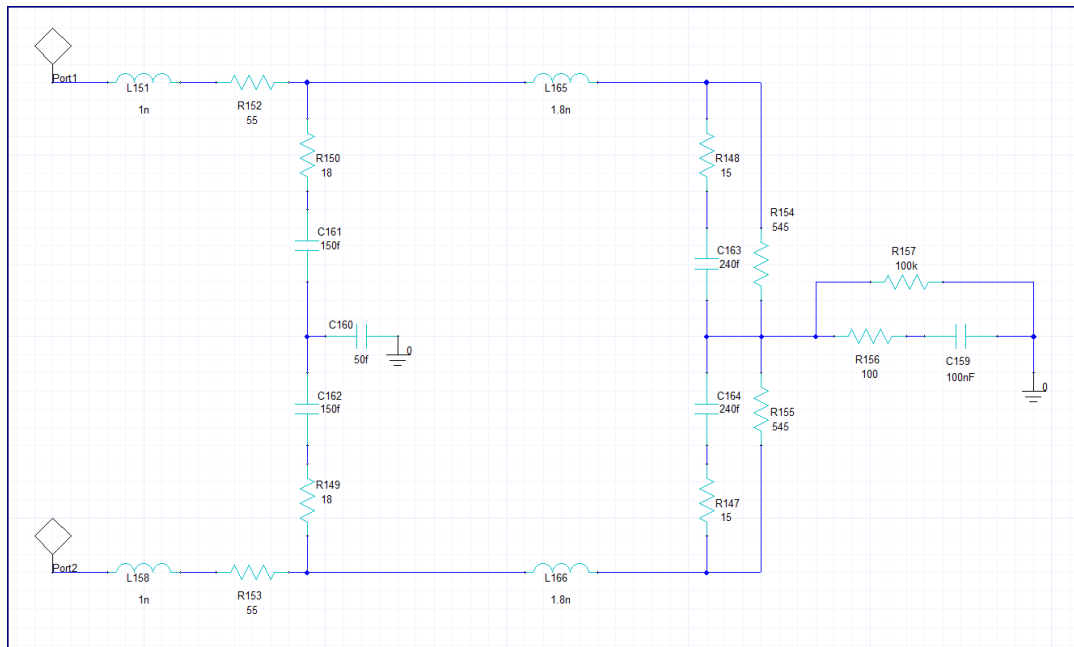 Port1
L151
1n
R152
55
L165
1.8n
R150
18
R148
15
C161
150f
R154
545
C163
240f
R157
100k
C160
50f
0
R156
100
C159
100nF
0
C162
150f
C164
240f
R155
545
R149
18
R147
15
Port2
L158
1n
R153
55
L166
1.8n